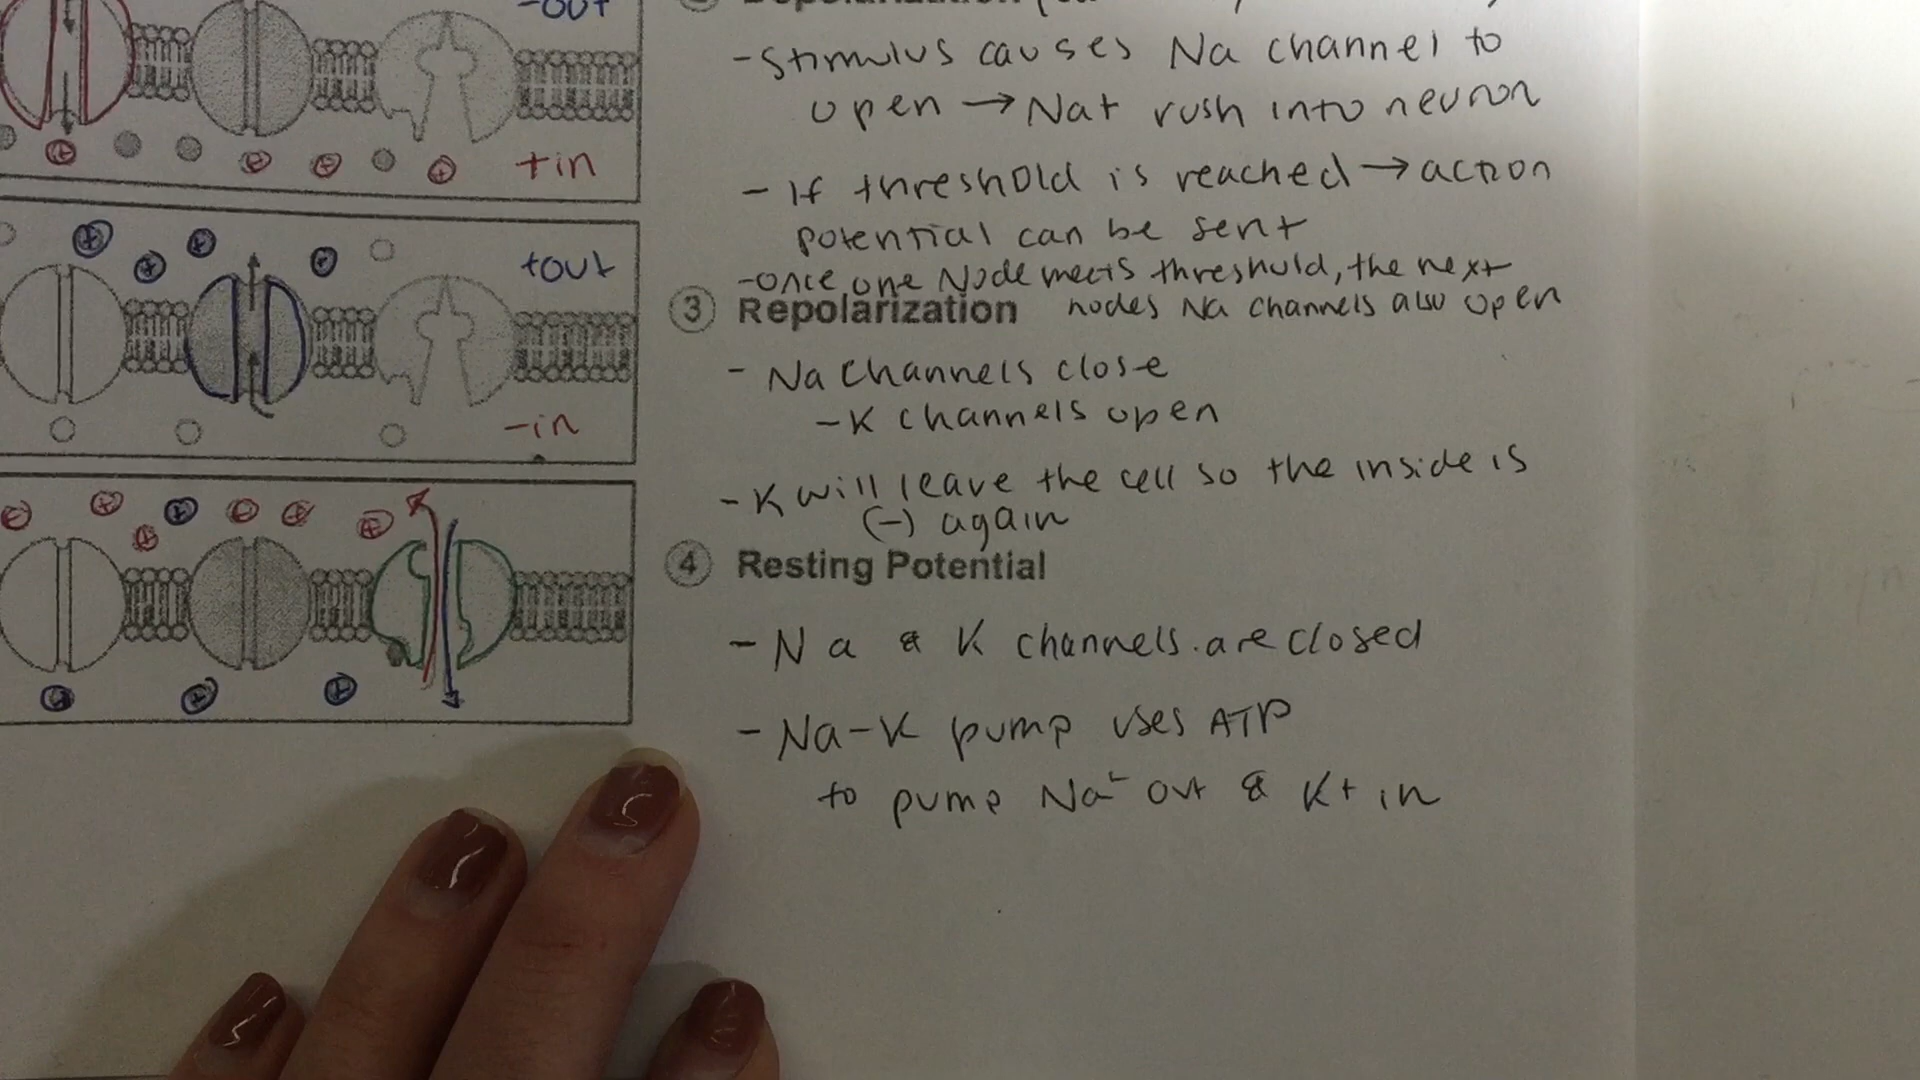 -out
- Stimulus causes Na channel to
open → Na+ rush into neuron
+in
- If threshold is reached → action
potential can be sent
-once one Node meets threshold, the next
nodes Na channels also open
+out
③ Repolarization
- Na channels close
- K channels open
-in
- K will leave the cell so the inside is
(-) again
④ Resting Potential
- Na & K channels are closed
- Na-K pump uses ATP
to pump Na+ out & K+ in